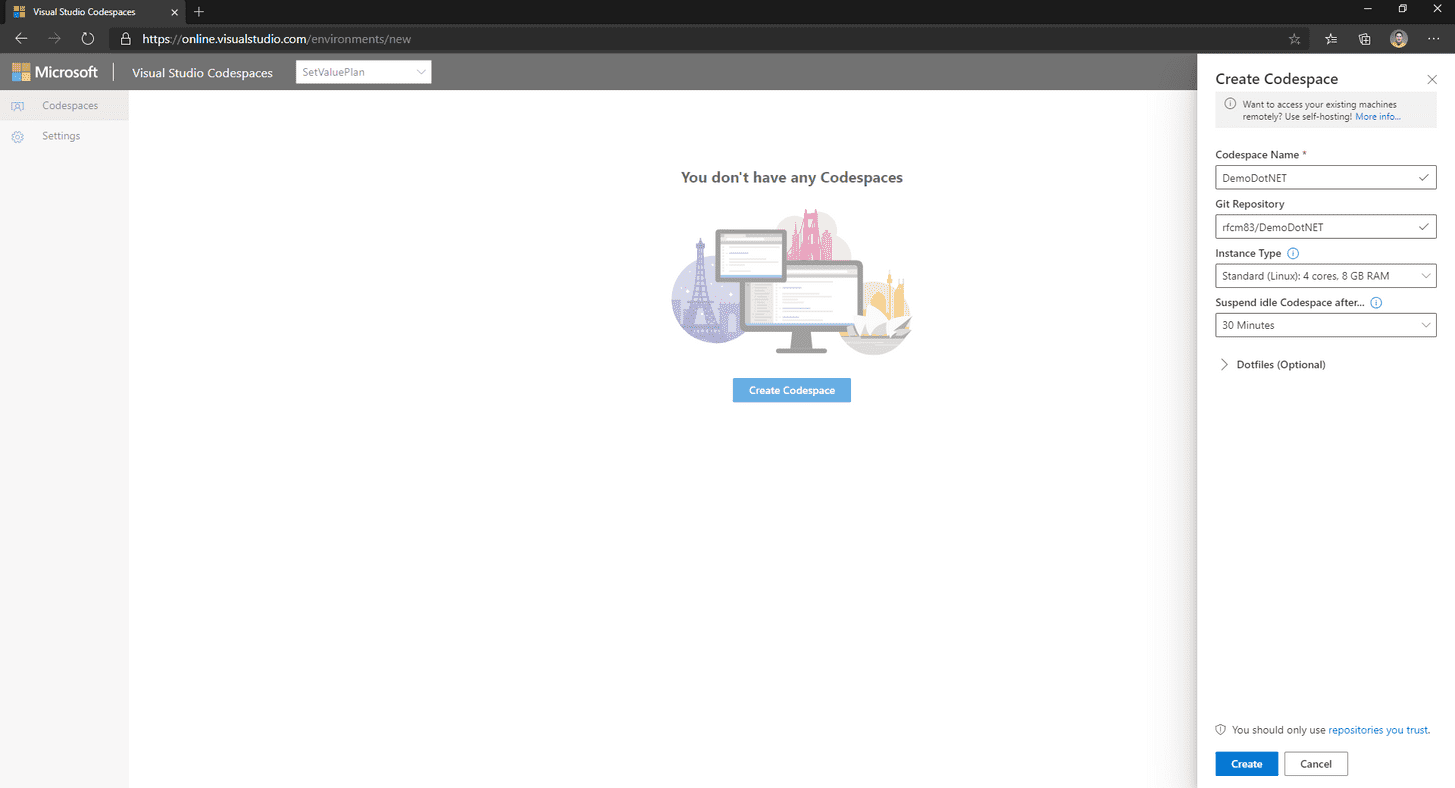 Visual Studio Codespaces
https://online.visualstudio.com/environments/new
Microsoft
Visual Studio Codespaces
SetValuePlan
Codespaces
Settings
You don't have any Codespaces
Create Codespace
Create Codespace
Want to access your existing machines
remotely? Use self-hosting! More info...
Codespace Name *
DemoDotNET
Git Repository
rfcm83/DemoDotNET
Instance Type
Standard (Linux): 4 cores, 8 GB RAM
Suspend idle Codespace after...
30 Minutes
Dotfiles (Optional)
You should only use repositories you trust.
Create
Cancel